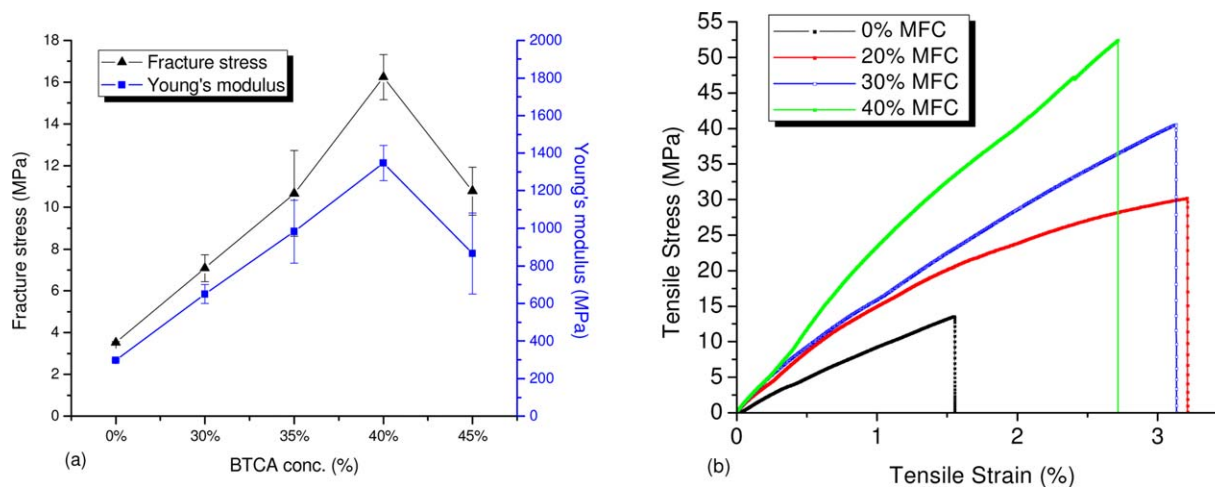 18
16
14
12
10
8
6
4
2
0
Fracture stress (MPa)
Fracture stress
Young's modulus
2000
1800
1600
1400
1200
1000
800
600
400
200
0
Young's modulus (MPa)
0% 30% 35% 40% 45%
BTCA conc. (%)
(a)
55
50
45
40
35
30
25
20
15
10
5
0
Tensile Stress (MPa)
0% MFC
20% MFC
30% MFC
40% MFC
0 1 2 3
Tensile Strain (%)
(b)